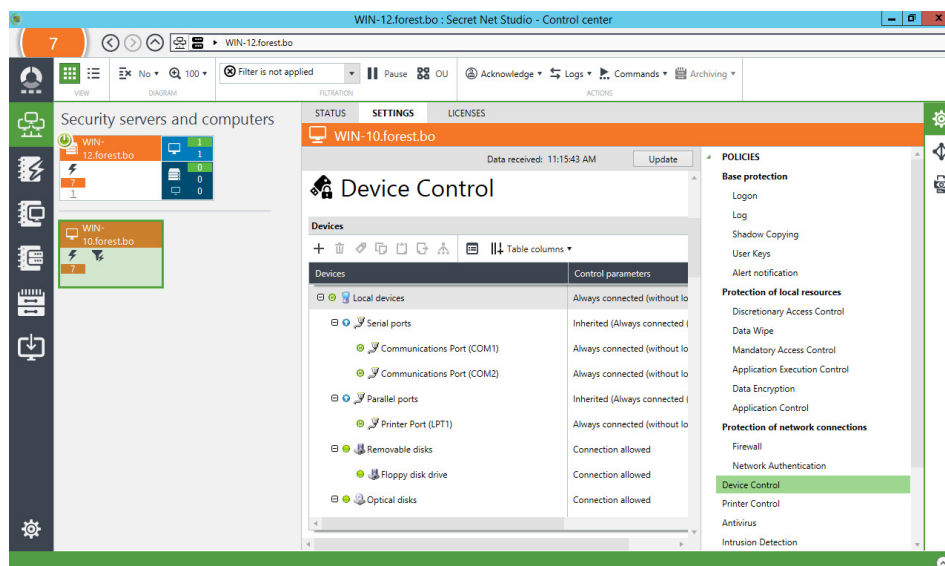 WIN-12.forest.bo : Secret Net Studio - Control center
7
WIN-12.forest.bo
No
100
Filter is not applied
Pause
OU
Acknowledge
Logs
Commands
Archiving
VIEW
DIAGRAM
FILTRATION
ACTIONS
Security servers and computers
WIN-
12.forest.bo
7
1
1
1
0
0
0
WIN-
10.forest.bo
7
STATUS
SETTINGS
LICENSES
WIN-10.forest.bo
Data received: 11:15:43 AM
Update
Device Control
Devices
Table columns
Devices
Control parameters
Local devices
Always connected (without lo
Serial ports
Inherited (Always connected (
Communications Port (COM1)
Always connected (without lo
Communications Port (COM2)
Always connected (without lo
Parallel ports
Inherited (Always connected (
Printer Port (LPT1)
Always connected (without lo
Removable disks
Connection allowed
Floppy disk drive
Connection allowed
Optical disks
Connection allowed
POLICIES
Base protection
Logon
Log
Shadow Copying
User Keys
Alert notification
Protection of local resources
Discretionary Access Control
Data Wipe
Mandatory Access Control
Application Execution Control
Data Encryption
Application Control
Protection of network connections
Firewall
Network Authentication
Device Control
Printer Control
Antivirus
Intrusion Detection